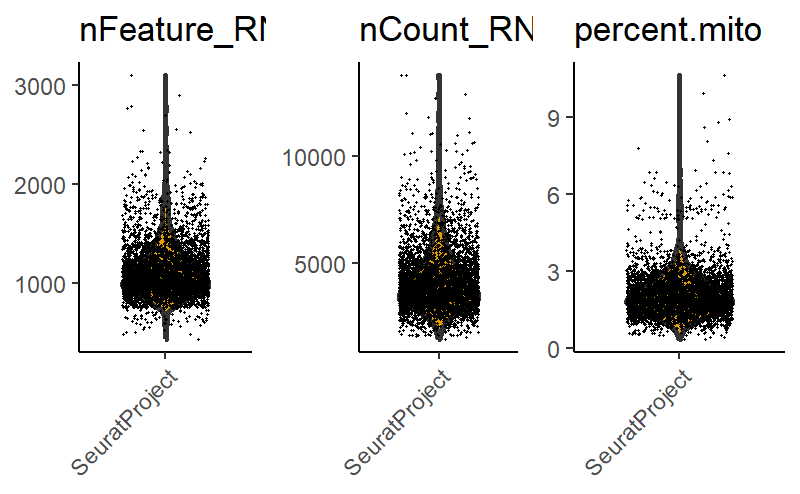 nFeature_RN
3000
2000
1000
SeuratProject
nCount_RN
10000
5000
SeuratProject
percent.mito
9
6
3
0
SeuratProject